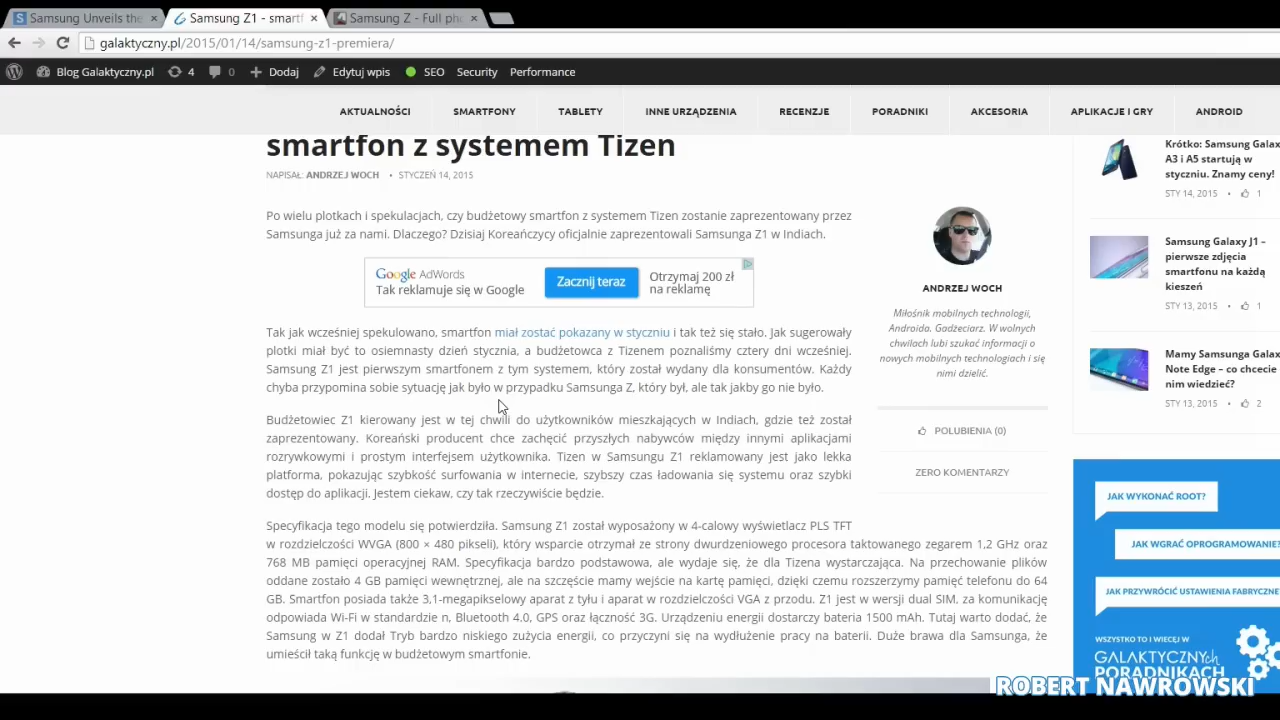 Samsung Unveils the
Samsung Z1 - smartf
Samsung Z - Full pho
galaktyczny.pl/2015/01/14/samsung-z1-premiera/
Blog Galaktyczny.pl 4 0 Dodaj Edytuj wpis SEO Security Performance
AKTUALNOŚCI SMARTFONY TABLETY INNE URZĄDZENIA RECENZJE PORADNIKI AKCESORIA APLIKACJE I GRY ANDROID
smartfon z systemem Tizen
NAPISAŁ: ANDRZEJ WOCH • STYCZEŃ 14, 2015
Po wielu plotkach i spekulacjach, czy budżetowy smartfon z systemem Tizen zostanie zaprezentowany przez
Samsunga już za nami. Dlaczego? Dzisiaj Koreańczycy oficjalnie zaprezentowali Samsunga Z1 w Indiach.
Google AdWords
Tak reklamuje się w Google
Zacznij teraz
Otrzymaj 200 zł
na reklamę
Tak jak wcześniej spekulowano, smartfon miał zostać pokazany w styczniu i tak też się stało. Jak sugerowały
plotki miał być to osiemnasty dzień stycznia, a budżetowca z Tizenem poznaliśmy cztery dni wcześniej.
Samsung Z1 jest pierwszym smartfonem z tym systemem, który został wydany dla konsumentów. Każdy
chyba przypomina sobie sytuację jak było w przypadku Samsunga Z, który był, ale tak jakby go nie było.
Budżetowiec Z1 kierowany jest w tej chwili do użytkowników mieszkających w Indiach, gdzie też został
zaprezentowany. Koreański producent chce zachęcić przyszłych nabywców między innymi aplikacjami
rozrywkowymi i prostym interfejsem użytkownika. Tizen w Samsungu Z1 reklamowany jest jako lekka
platforma, pokazując szybkość surfowania w internecie, szybszy czas ładowania się systemu oraz szybki
dostęp do aplikacji. Jestem ciekaw, czy tak rzeczywiście będzie.
Specyfikacja tego modelu się potwierdziła. Samsung Z1 został wyposażony w 4-calowy wyświetlacz PLS TFT
w rozdzielczości WVGA (800 × 480 pikseli), który wsparcie otrzymał ze strony dwurdzeniowego procesora taktowanego zegarem 1,2 GHz oraz
768 MB pamięci operacyjnej RAM. Specyfikacja bardzo podstawowa, ale wydaje się, że dla Tizena wystarczająca. Na przechowanie plików
oddane zostało 4 GB pamięci wewnętrznej, ale na szczęście mamy wejście na kartę pamięci, dzięki czemu rozszerzymy pamięć telefonu do 64
GB. Smartfon posiada także 3,1-megapikselowy aparat z tyłu i aparat w rozdzielczości VGA z przodu. Z1 jest w wersji dual SIM, za komunikację
odpowiada Wi-Fi w standardzie n, Bluetooth 4.0, GPS oraz łączność 3G. Urządzeniu energii dostarczy bateria 1500 mAh. Tutaj warto dodać, że
Samsung w Z1 dodał Tryb bardzo niskiego zużycia energii, co przyczyni się na wydłużenie pracy na baterii. Duże brawa dla Samsunga, że
umieścił taką funkcję w budżetowym smartfonie.
ANDRZEJ WOCH
Miłośnik mobilnych technologii,
Androida. Gadżeciarz. W wolnych
chwilach lubi szukać informacji o
nowych mobilnych technologiach i się
nimi dzielić.
POLUBIENIA (0)
ZERO KOMENTARZY
Krótko: Samsung Galax
A3 i A5 startują w
styczniu. Znamy ceny!
STY 14, 2015 • 1
Samsung Galaxy J1 –
pierwsze zdjęcia
smartfonu na każdą
kieszeń
STY 13, 2015 • 1
Mamy Samsunga Galax
Note Edge – co chcecie
nim wiedzieć?
STY 13, 2015 • 2
JAK WYKONAĆ ROOT?
JAK WGRAĆ OPROGRAMOWANIE?
JAK PRZYWRÓCIĆ USTAWIENIA FABRYCZNE
WSZYSTKO TO I WIĘCEJ W
GALAKTYCZNYch
PORADNIKACH
ROBERT NAWROWSKI